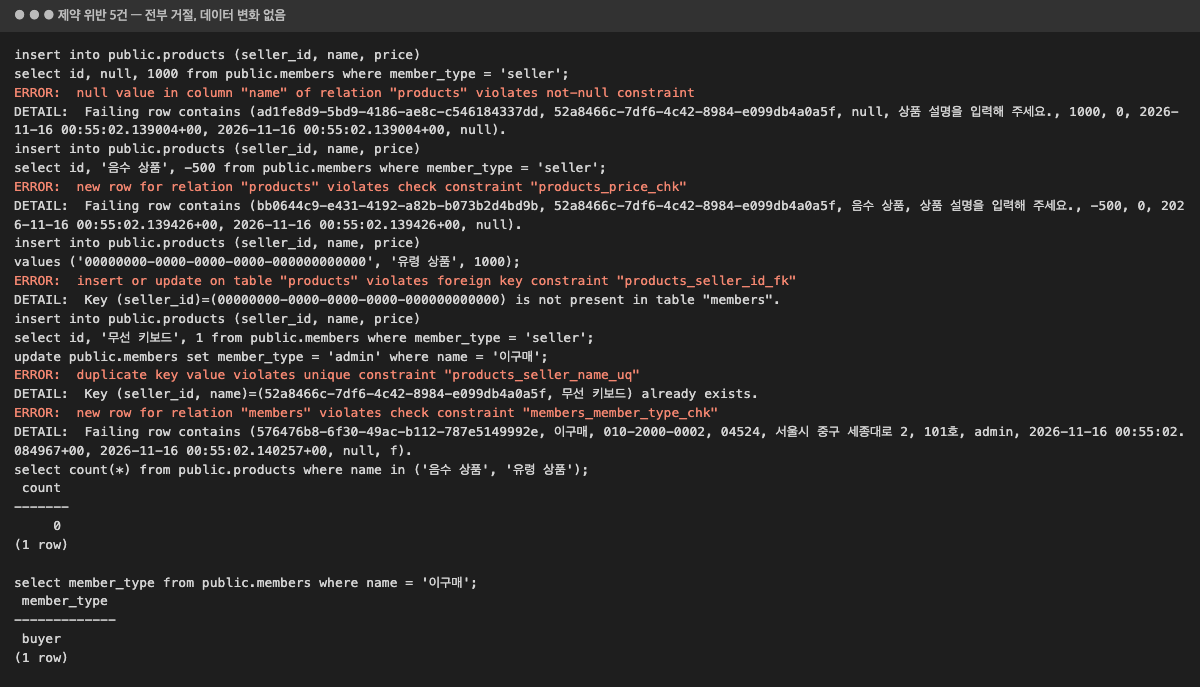 제약 위반 5건 — 전부 거절, 데이터 변화 없음
insert into public.products (seller_id, name, price)
select id, null, 1000 from public.members where member_type = 'seller';
ERROR:  null value in column "name" of relation "products" violates not-null constraint
DETAIL:  Failing row contains (ad1fe8d9-5bd9-4186-ae8c-c546184337dd, 52a8466c-7df6-4c42-8984-e099db4a0a5f, null, 상품 설명을 입력해 주세요., 1000, 0, 2026-
11-16 00:55:02.139004+00, 2026-11-16 00:55:02.139004+00, null).
insert into public.products (seller_id, name, price)
select id, '음수 상품', -500 from public.members where member_type = 'seller';
ERROR:  new row for relation "products" violates check constraint "products_price_chk"
DETAIL:  Failing row contains (bb0644c9-e431-4192-a82b-b073b2d4bd9b, 52a8466c-7df6-4c42-8984-e099db4a0a5f, 음수 상품, 상품 설명을 입력해 주세요., -500, 0, 202
6-11-16 00:55:02.139426+00, 2026-11-16 00:55:02.139426+00, null).
insert into public.products (seller_id, name, price)
values ('00000000-0000-0000-0000-000000000000', '유령 상품', 1000);
ERROR:  insert or update on table "products" violates foreign key constraint "products_seller_id_fk"
DETAIL:  Key (seller_id)=(00000000-0000-0000-0000-000000000000) is not present in table "members".
insert into public.products (seller_id, name, price)
select id, '무선 키보드', 1 from public.members where member_type = 'seller';
update public.members set member_type = 'admin' where name = '이구매';
ERROR:  duplicate key value violates unique constraint "products_seller_name_uq"
DETAIL:  Key (seller_id, name)=(52a8466c-7df6-4c42-8984-e099db4a0a5f, 무선 키보드) already exists.
ERROR:  new row for relation "members" violates check constraint "members_member_type_chk"
DETAIL:  Failing row contains (576476b8-6f30-49ac-b112-787e5149992e, 이구매, 010-2000-0002, 04524, 서울시 중구 세종대로 2, 101호, admin, 2026-11-16 00:55:02.
084967+00, 2026-11-16 00:55:02.140257+00, null, f).
select count(*) from public.products where name in ('음수 상품', '유령 상품');
 count
-------
     0
(1 row)
select member_type from public.members where name = '이구매';
 member_type
-------------
 buyer
(1 row)